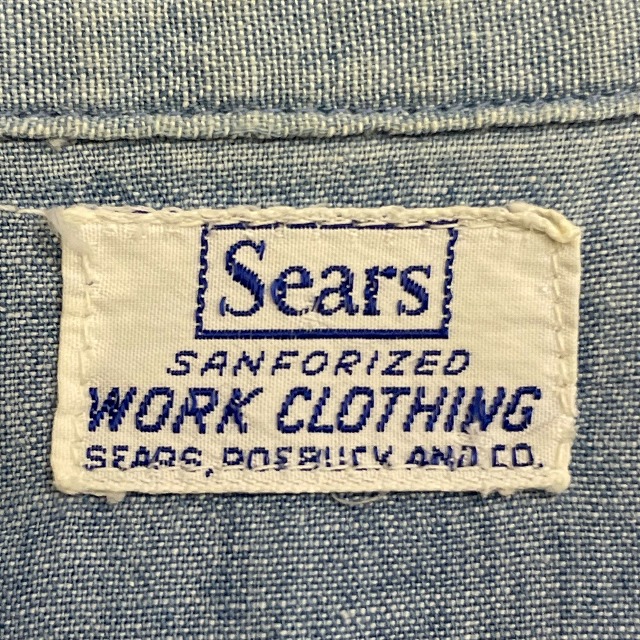 Sears
SANFORIZED
WORK CLOTHING
SEARS, ROEBUCK AND CO.